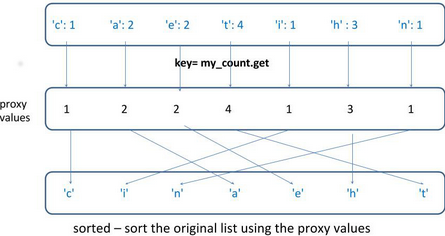 'c': 1 'a': 2 'e': 2 't': 4 'i': 1 'h' : 3 'n': 1
key= my_count.get
proxy
values
1 2 2 4 1 3 1
'c' 'i' 'n' 'a' 'e' 'h' 't'
sorted – sort the original list using the proxy values